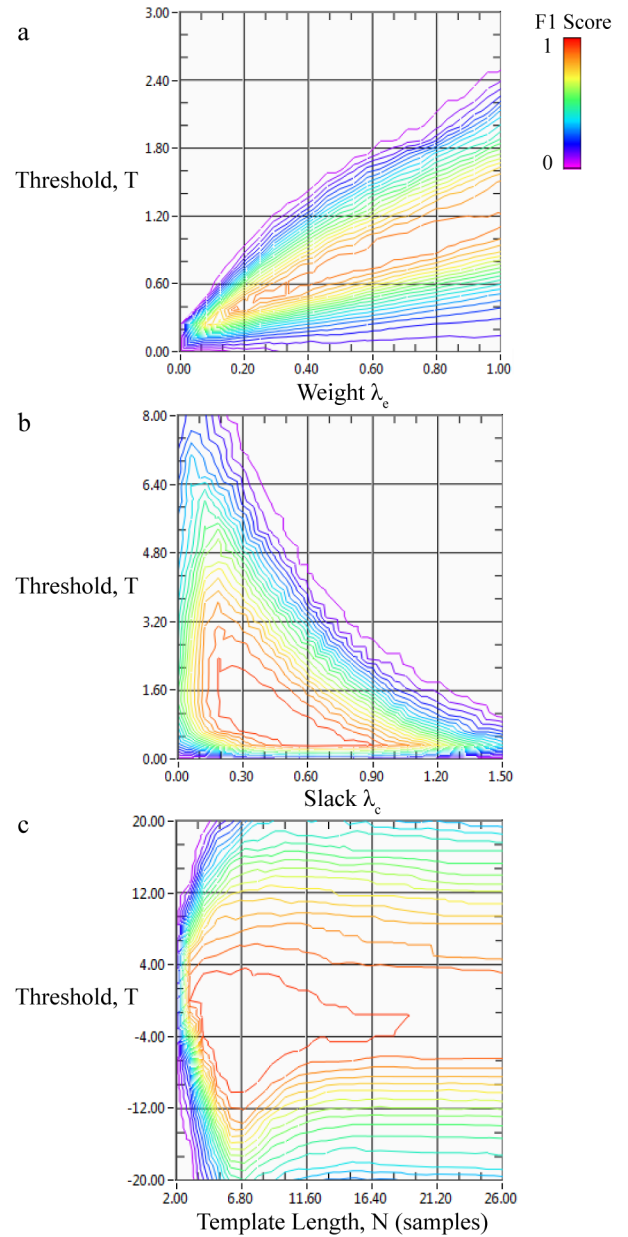 a
F1 Score
1
0
Threshold, T
3.00
2.40
1.80
1.20
0.60
0.00
0.00 0.20 0.40 0.60 0.80 1.00
Weight λe
b
Threshold, T
8.00
6.40
4.80
3.20
1.60
0.00
0.00 0.30 0.60 0.90 1.20 1.50
Slack λc
c
Threshold, T
20.00
12.00
4.00
-4.00
-12.00
-20.00
2.00 6.80 11.60 16.40 21.20 26.00
Template Length, N (samples)